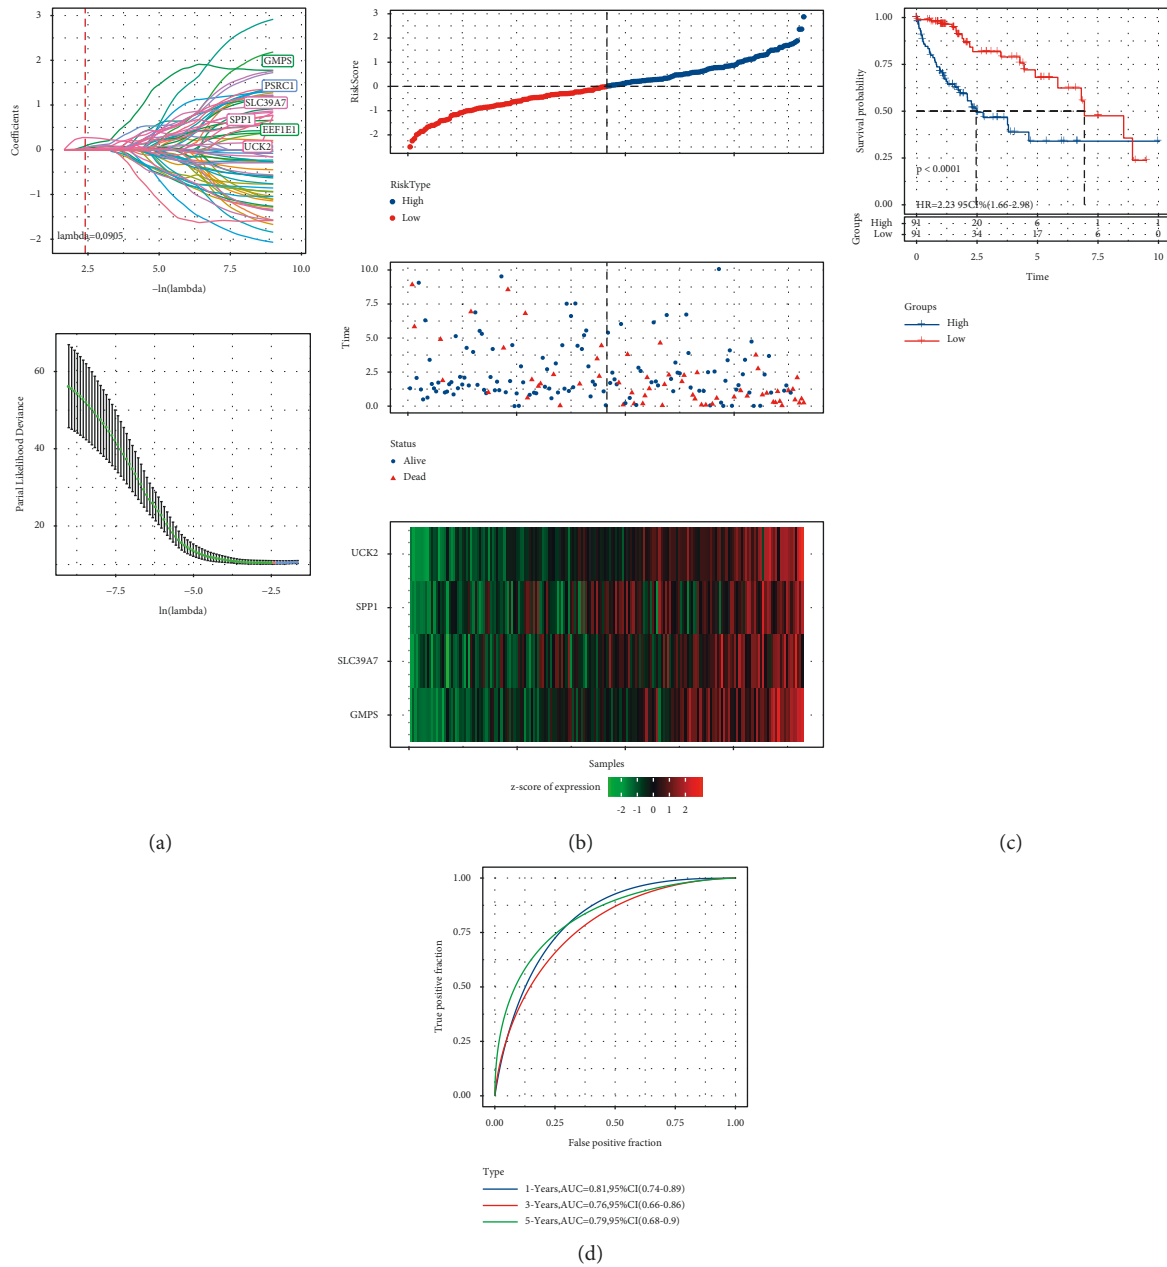 3
2
1
0
−1
−2
Coefficients
GMPS
PSRC1
SLC39A7
SPP1
EEF1E1
UCK2
lambda=0.0905
2.5
5.0
7.5
10.0
−ln(lambda)
60
40
20
Parial Likdlihood Deviance
−7.5
−5.0
−2.5
ln(lambda)
(a)
3
2
1
0
−1
−2
RiskScore
RiskType
High
Low
10.0
7.5
5.0
2.5
0.0
Time
Status
Alive
Dead
UCK2
SPP1
SLC39A7
GMPS
Samples
z-score of expression
-2 -1 0 1 2
(b)
1.00
0.75
0.50
0.25
0.00
Survival probability
p < 0.0001
HR=2.23 95CI%(1.66-2.98)
Groups
High 91 20 6 1 1
Low 91 34 17 6 0
0 2.5 5 7.5 10
Time
Groups
High
Low
(c)
1.00
0.75
0.50
0.25
0.00
True positive fraction
0.00 0.25 0.50 0.75 1.00
False positive fraction
Type
1-Years,AUC=0.81,95%CI(0.74-0.89)
3-Years,AUC=0.76,95%CI(0.66-0.86)
5-Years,AUC=0.79,95%CI(0.68-0.9)
(d)